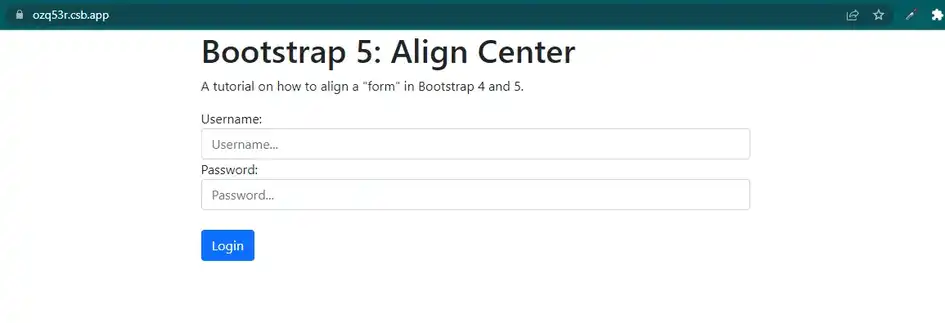 ozq53r.csb.app
Bootstrap 5: Align Center
A tutorial on how to align a "form" in Bootstrap 4 and 5.
Username:
Username...
Password:
Password...
Login